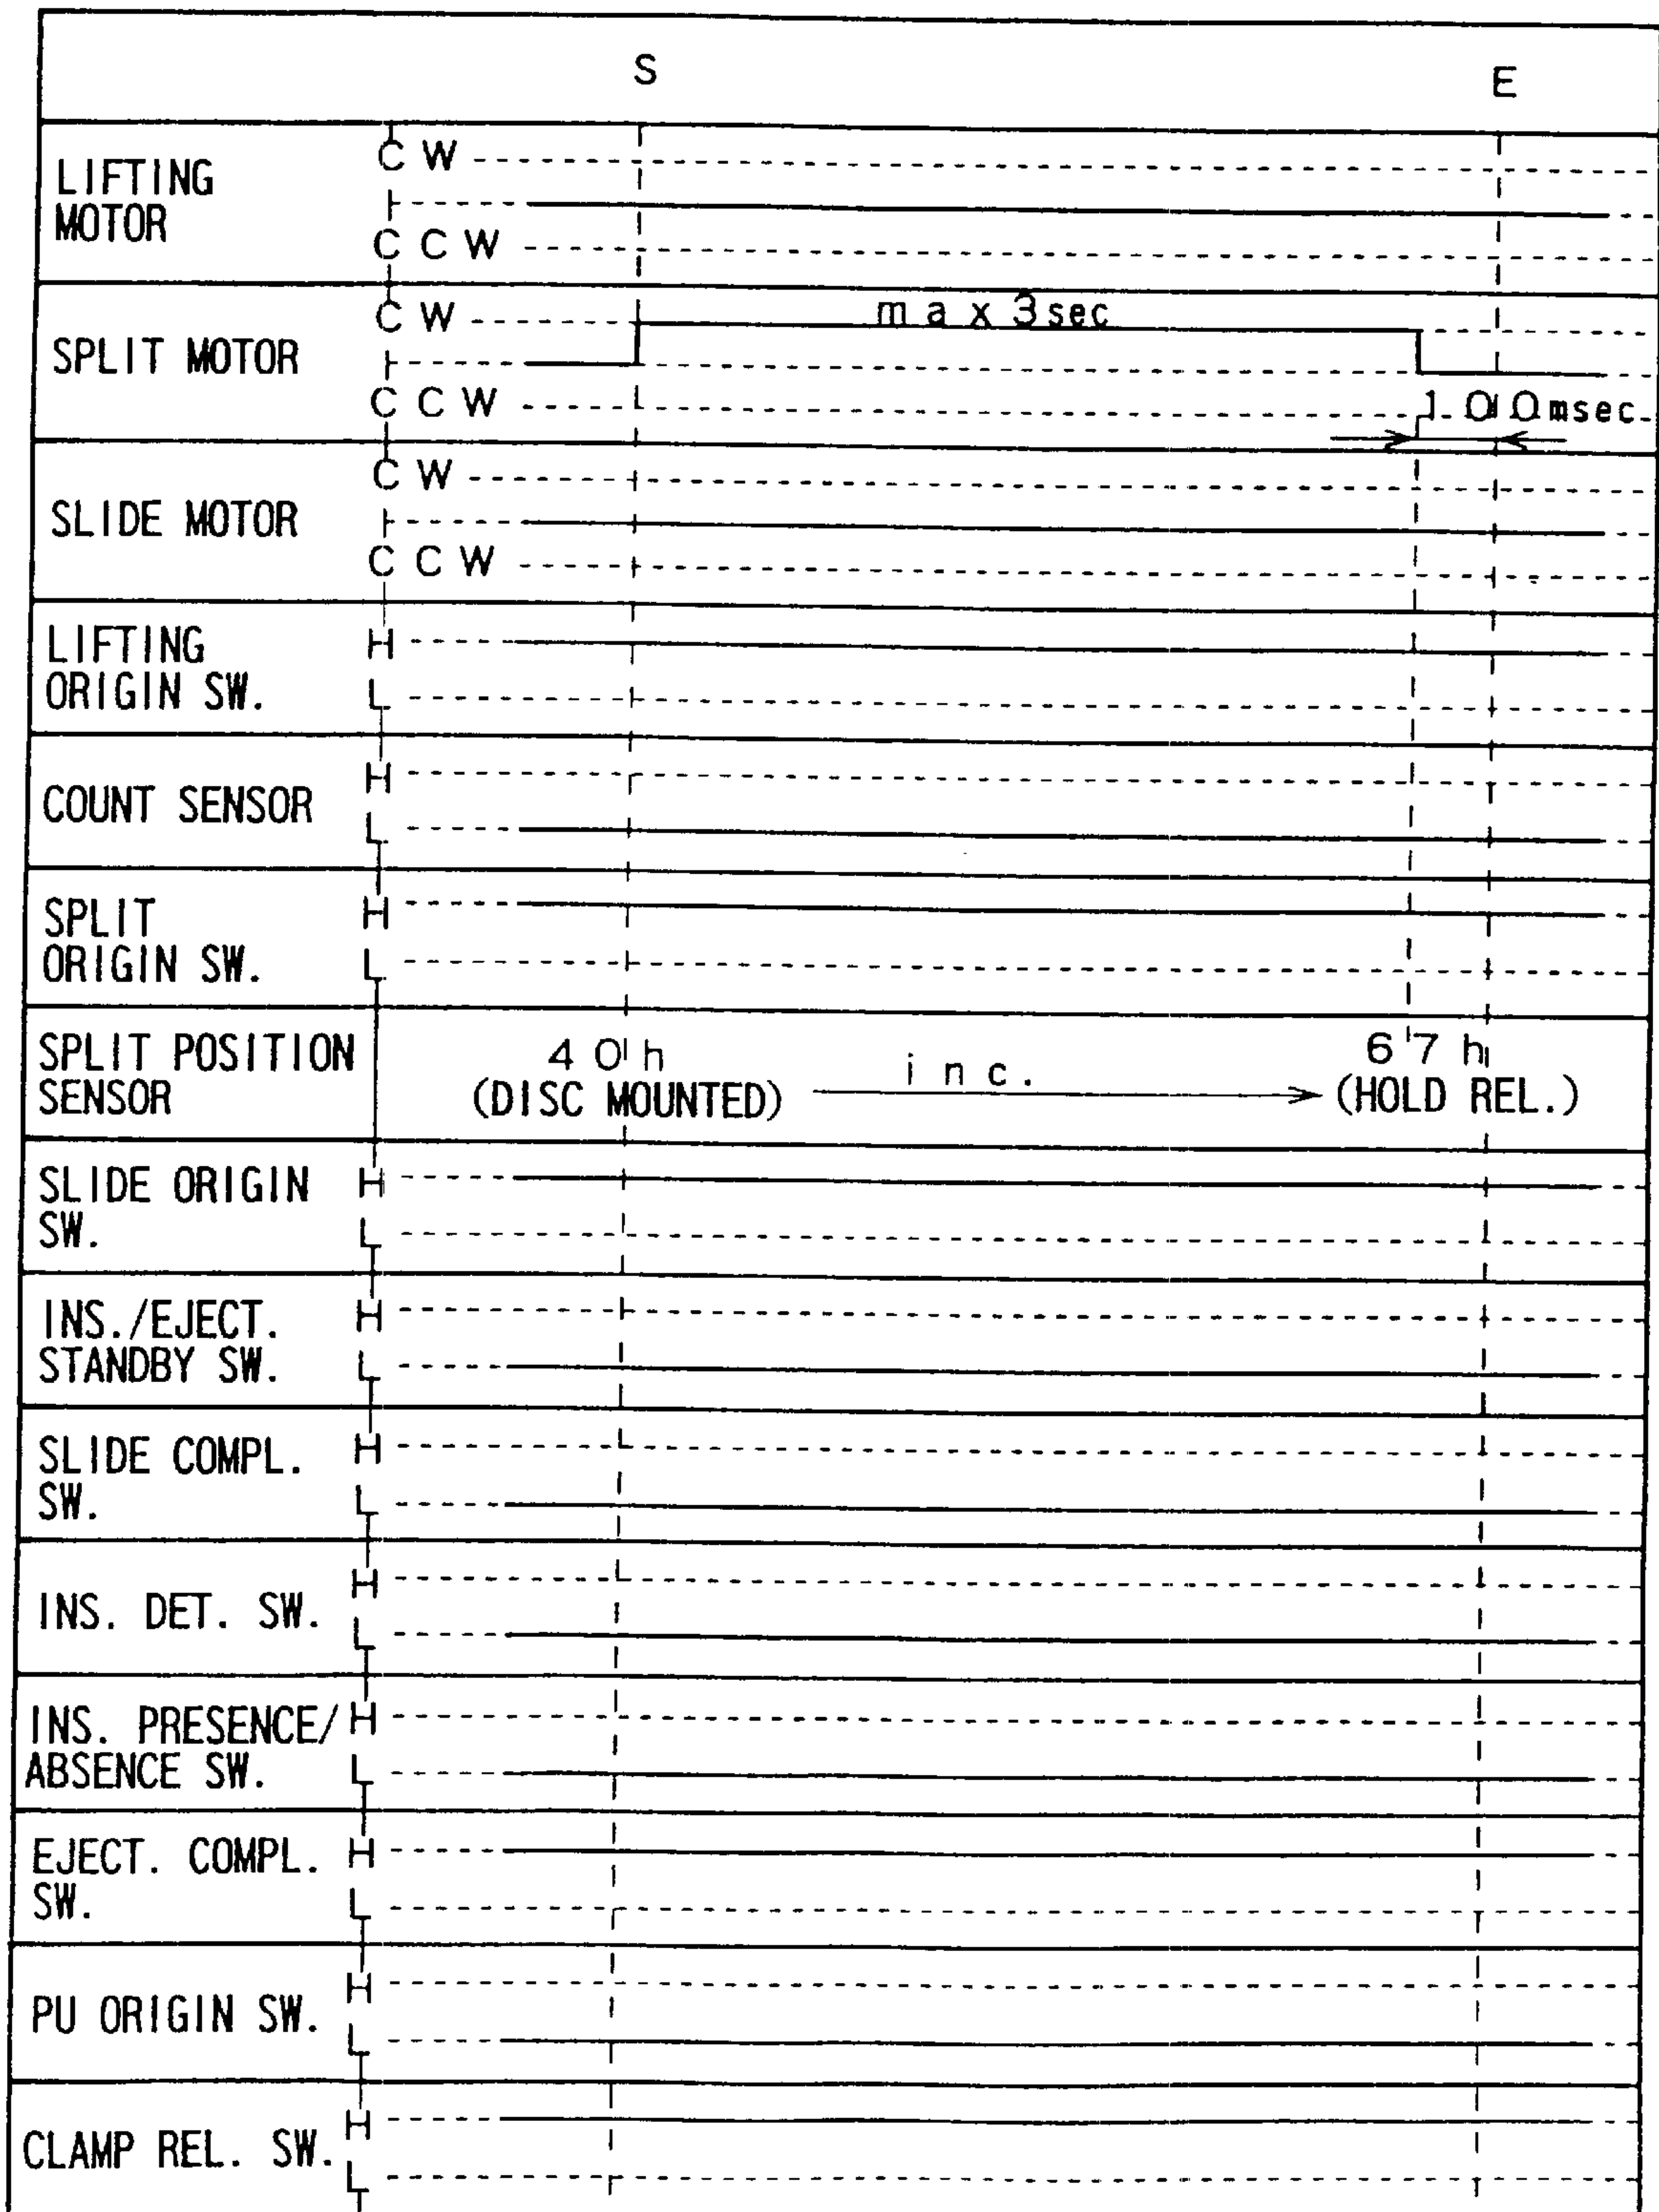 S E
LIFTING
MOTOR
CW
CCW
SPLIT MOTOR
CW
max 3sec
CCW
100msec
SLIDE MOTOR
CW
CCW
LIFTING
ORIGIN SW.
H
L
COUNT SENSOR
H
L
SPLIT
ORIGIN SW.
H
L
SPLIT POSITION
SENSOR
40h
(DISC MOUNTED)
inc.
67h
(HOLD REL.)
SLIDE ORIGIN
SW.
H
L
INS./EJECT.
STANDBY SW.
H
L
SLIDE COMPL.
SW.
H
L
INS. DET. SW.
H
L
INS. PRESENCE/
ABSENCE SW.
H
L
EJECT. COMPL.
SW.
H
L
PU ORIGIN SW.
H
L
CLAMP REL. SW.
H
L